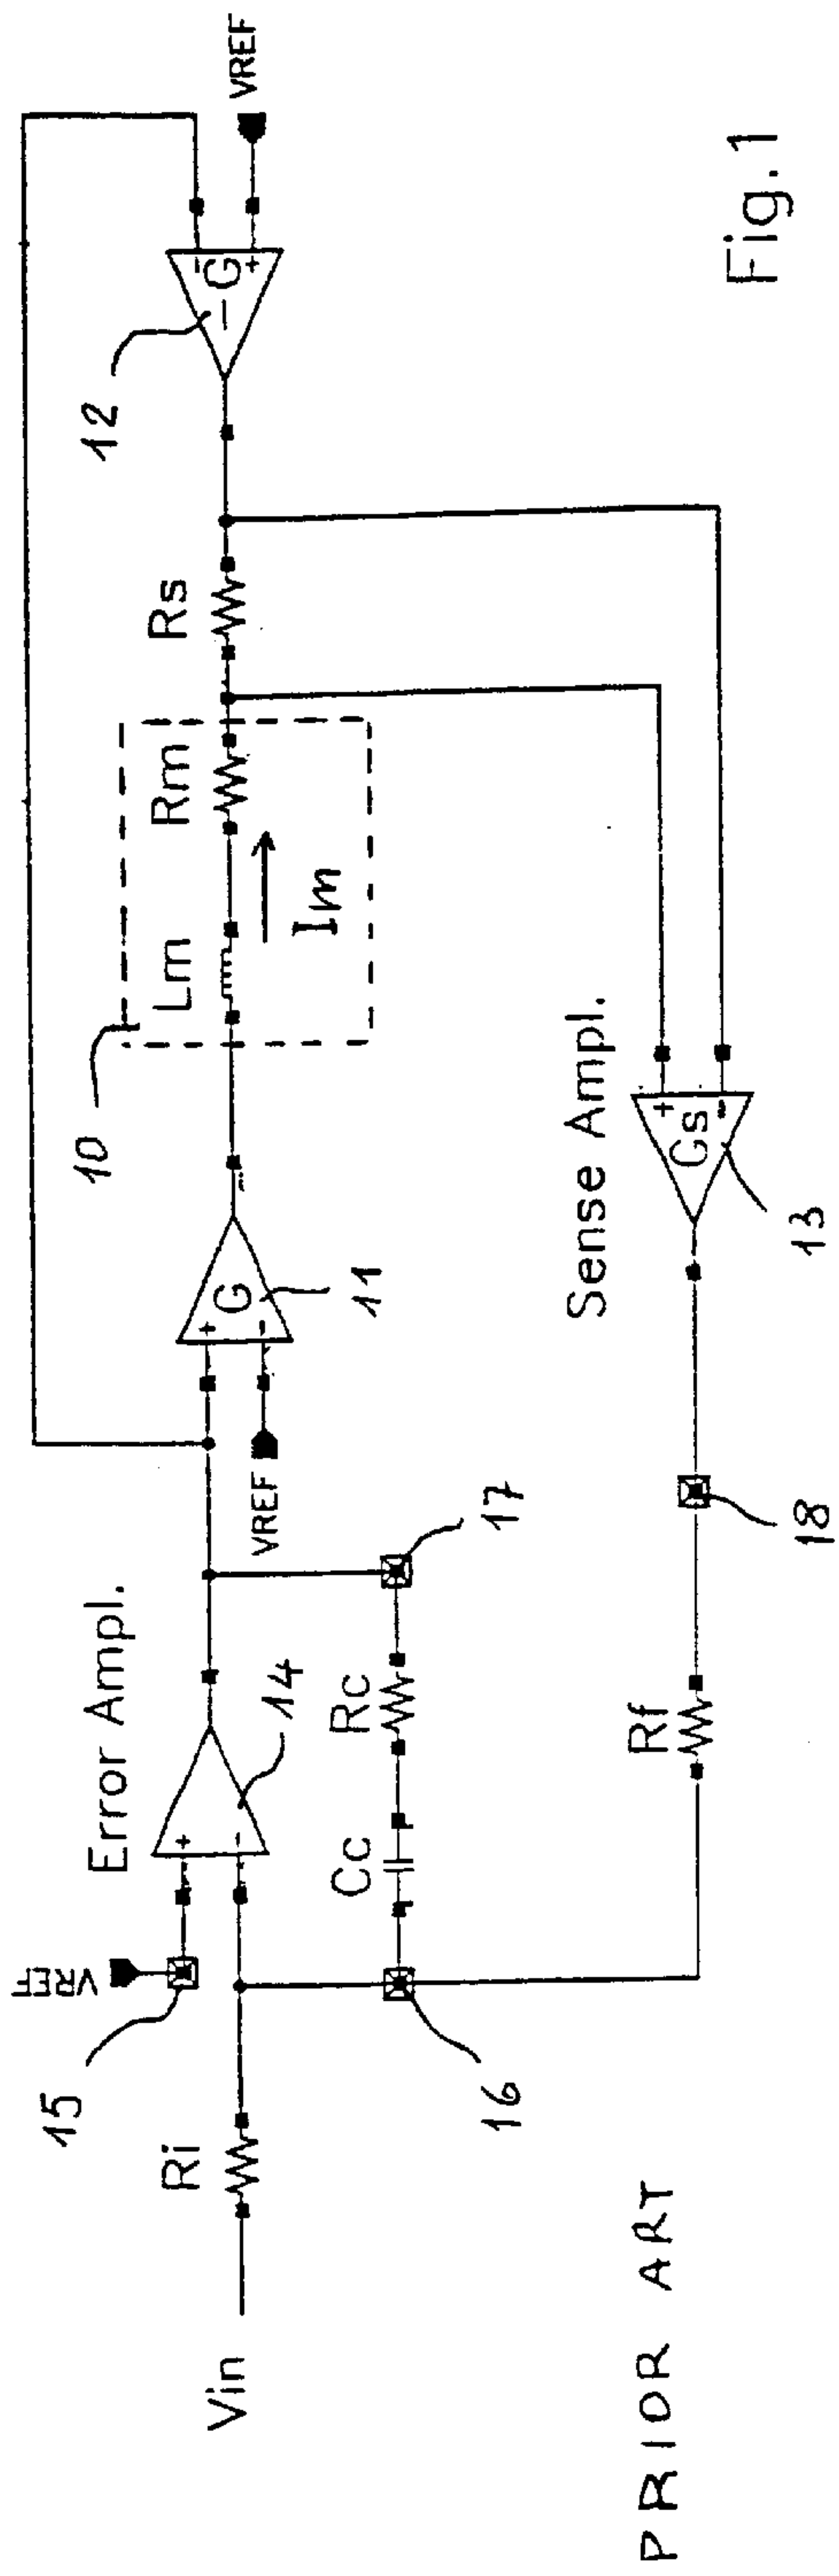 VREF
12
-
+
– G
Rs
10
Lm
Rm
Im
G
+
-
11
VREF
Error Ampl.
14
+
-
VREF
15
Ri
Vin
Cc
Rc
16
17
Sense Ampl.
+
-
Gs
13
Rf
18
PRIOR ART
Fig.1